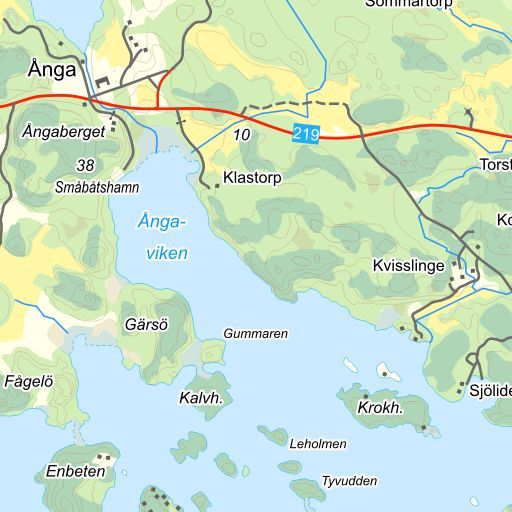 Sommartorp
Ånga
Ångaberget
10
219
38
Småbåtshamn
Klastorp
Torst
Ånga-
viken
Ko
Kvisslinge
Gärsö
Gummaren
Fågelö
Kalvh.
Krokh.
Sjölide
Leholmen
Enbeten
Tyvudden